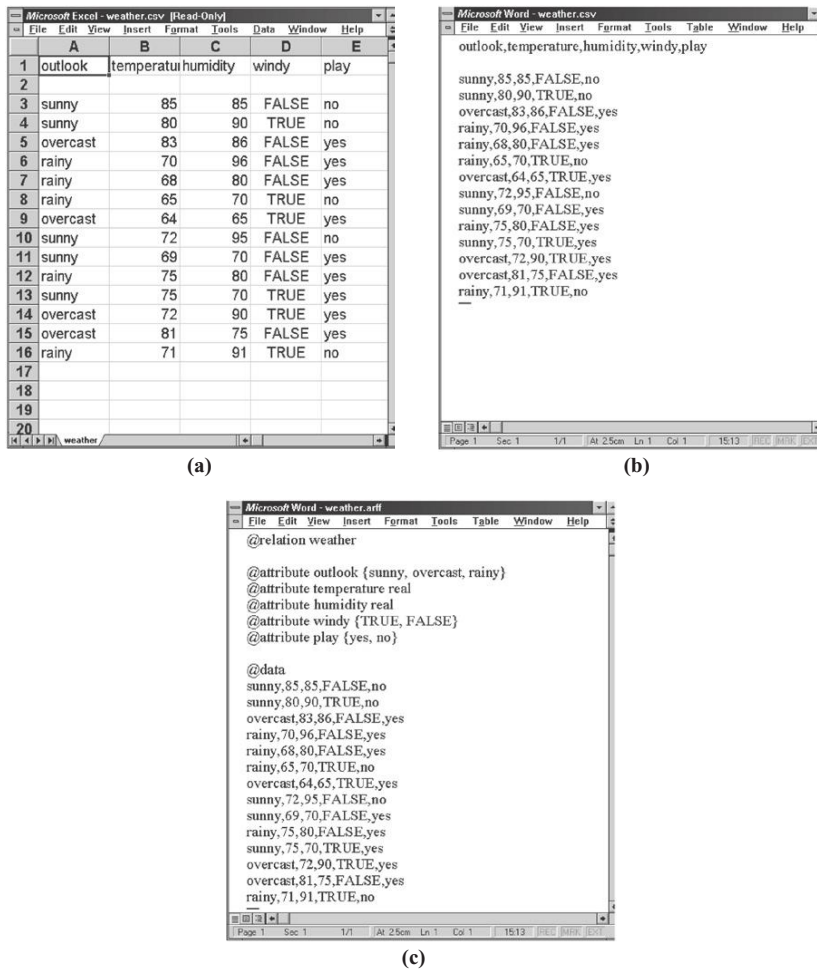 Microsoft Excel - weather.csv [Read-Only]
File Edit View Insert Format Tools Data Window Help
A B C D E
1 outlook temperatur humidity windy play
2
3 sunny 85 85 FALSE no
4 sunny 80 90 TRUE no
5 overcast 83 86 FALSE yes
6 rainy 70 96 FALSE yes
7 rainy 68 80 FALSE yes
8 rainy 65 70 TRUE no
9 overcast 64 65 TRUE yes
10 sunny 72 95 FALSE no
11 sunny 69 70 FALSE yes
12 rainy 75 80 FALSE yes
13 sunny 75 70 TRUE yes
14 overcast 72 90 TRUE yes
15 overcast 81 75 FALSE yes
16 rainy 71 91 TRUE no
17
18
19
20
weather
(a)
Microsoft Word - weather.csv
File Edit View Insert Format Tools Table Window Help
outlook,temperature,humidity,windy,play
sunny,85,85,FALSE,no
sunny,80,90,TRUE,no
overcast,83,86,FALSE,yes
rainy,70,96,FALSE,yes
rainy,68,80,FALSE,yes
rainy,65,70,TRUE,no
overcast,64,65,TRUE,yes
sunny,72,95,FALSE,no
sunny,69,70,FALSE,yes
rainy,75,80,FALSE,yes
sunny,75,70,TRUE,yes
overcast,72,90,TRUE,yes
overcast,81,75,FALSE,yes
rainy,71,91,TRUE,no
Page 1 Sec 1 1/1 At 2.5cm Ln 1 Col 1 15:13 REC MRK EXT
(b)
Microsoft Word - weather.arff
File Edit View Insert Format Tools Table Window Help
@relation weather
@attribute outlook {sunny, overcast, rainy}
@attribute temperature real
@attribute humidity real
@attribute windy {TRUE, FALSE}
@attribute play {yes, no}
@data
sunny,85,85,FALSE,no
sunny,80,90,TRUE,no
overcast,83,86,FALSE,yes
rainy,70,96,FALSE,yes
rainy,68,80,FALSE,yes
rainy,65,70,TRUE,no
overcast,64,65,TRUE,yes
sunny,72,95,FALSE,no
sunny,69,70,FALSE,yes
rainy,75,80,FALSE,yes
sunny,75,70,TRUE,yes
overcast,72,90,TRUE,yes
overcast,81,75,FALSE,yes
rainy,71,91,TRUE,no
Page 1 Sec 1 1/1 At 2.5cm Ln 1 Col 1 15:13 REC MRK EXT
(c)